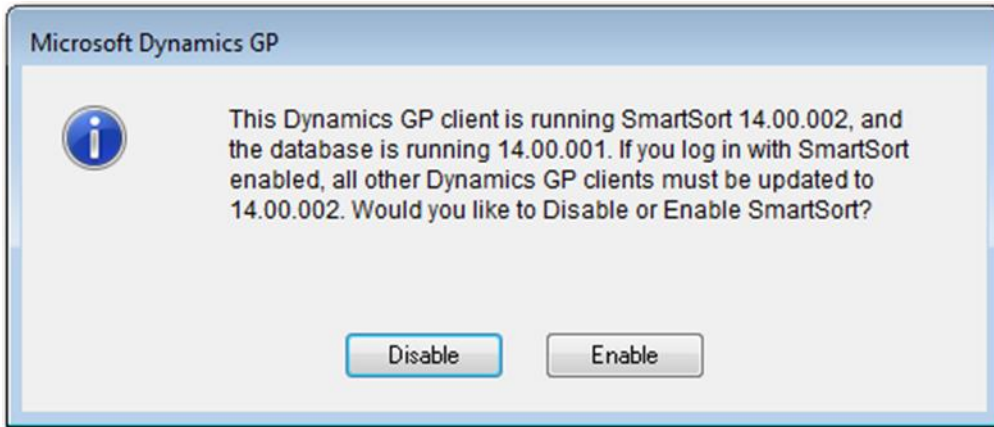 Microsoft Dynamics GP
This Dynamics GP client is running SmartSort 14.00.002, and
the database is running 14.00.001. If you log in with SmartSort
enabled, all other Dynamics GP clients must be updated to
14.00.002. Would you like to Disable or Enable SmartSort?
Disable Enable